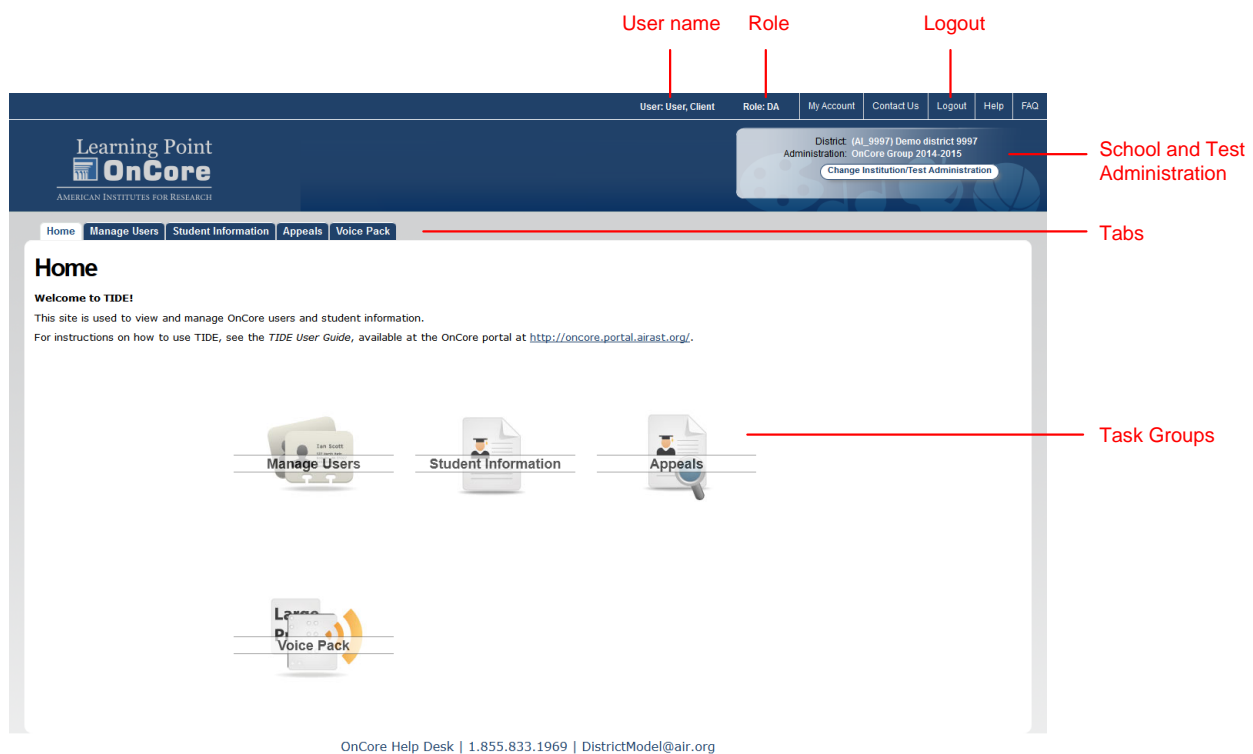 User name Role Logout
User: User, Client Role: DA My Account Contact Us Logout Help FAQ
Learning Point
OnCore
AMERICAN INSTITUTES FOR RESEARCH
District: (AI_9997) Demo district 9997
Administration: OnCore Group 2014-2015
Change Institution/Test Administration
School and Test
Administration
Home Manage Users Student Information Appeals Voice Pack
Tabs
Home
Welcome to TIDE!
This site is used to view and manage OnCore users and student information.
For instructions on how to use TIDE, see the TIDE User Guide, available at the OnCore portal at http://oncore.portal.airast.org/.
Ian Scott
Manage Users
Student Information
Appeals
Task Groups
Large
Voice Pack
OnCore Help Desk | 1.855.833.1969 | DistrictModel@air.org